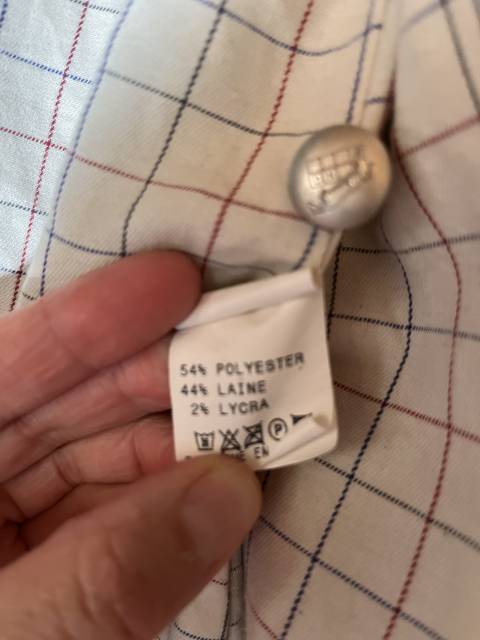 54% POLYESTER
44% LAINE
2% LYCRA
P